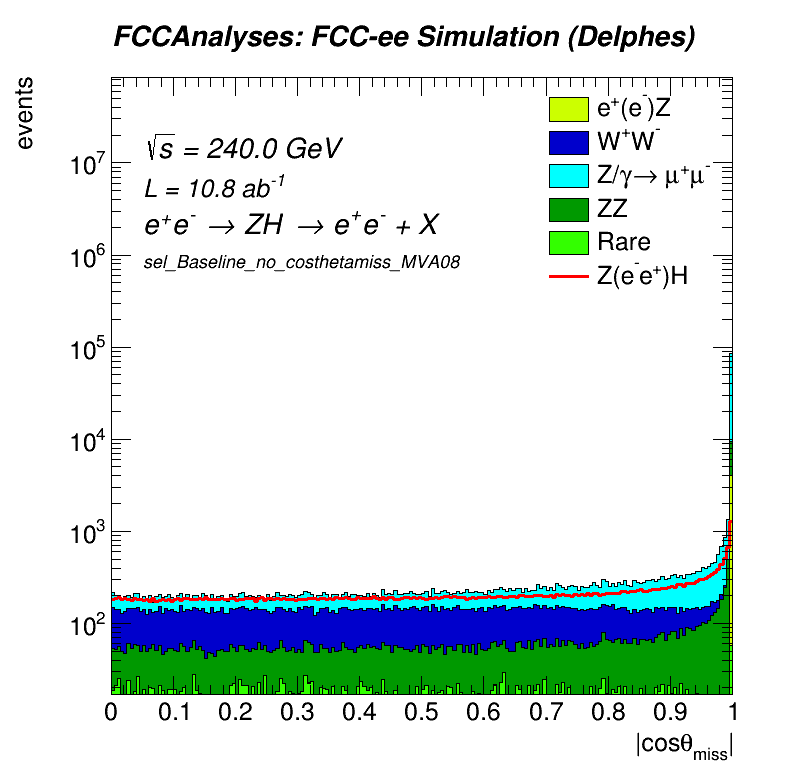 FCCAnalyses: FCC-ee Simulation (Delphes)
events
√s = 240.0 GeV
L = 10.8 ab⁻¹
e⁺e⁻ → ZH → e⁺e⁻ + X
sel_Baseline_no_costhetamiss_MVA08
e⁺(e⁻)Z
W⁺W⁻
Z/γ→ μ⁺μ⁻
ZZ
Rare
Z(e⁻e⁺)H
10⁷
10⁶
10⁵
10⁴
10³
10²
0 0.1 0.2 0.3 0.4 0.5 0.6 0.7 0.8 0.9 1
|cosθ_miss|